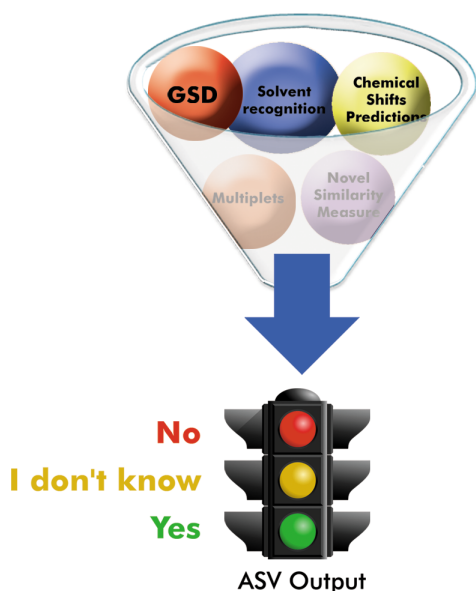 GSD
Solvent
recognition
Chemical
Shifts
Predictions
Multiplets
Novel
Similarity
Measure
No
I don't know
Yes
ASV Output